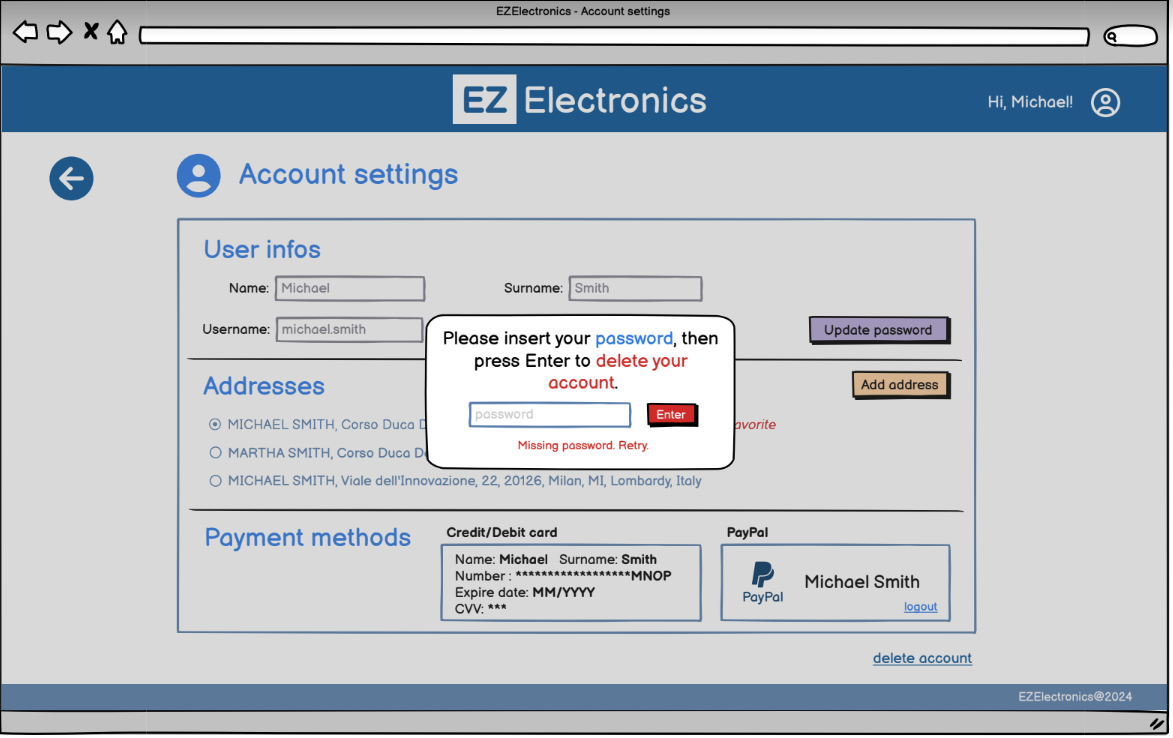 EZElectronics - Account settings
EZ Electronics
Hi, Michael!
Account settings
User infos
Name: Michael
Surname: Smith
Username: michael.smith
Update password
Please insert your password, then
press Enter to delete your
account.
password
Enter
Missing password. Retry.
Addresses
Add address
MICHAEL SMITH, Corso Duca
MARTHA SMITH, Corso Duca
MICHAEL SMITH, Viale dell'Innovazione, 22, 20126, Milan, MI, Lombardy, Italy
Payment methods
Credit/Debit card
Name: Michael Surname: Smith
Number : ******************MNOP
Expire date: MM/YYYY
CVV: ***
PayPal
PayPal
Michael Smith
logout
delete account
EZElectronics@2024